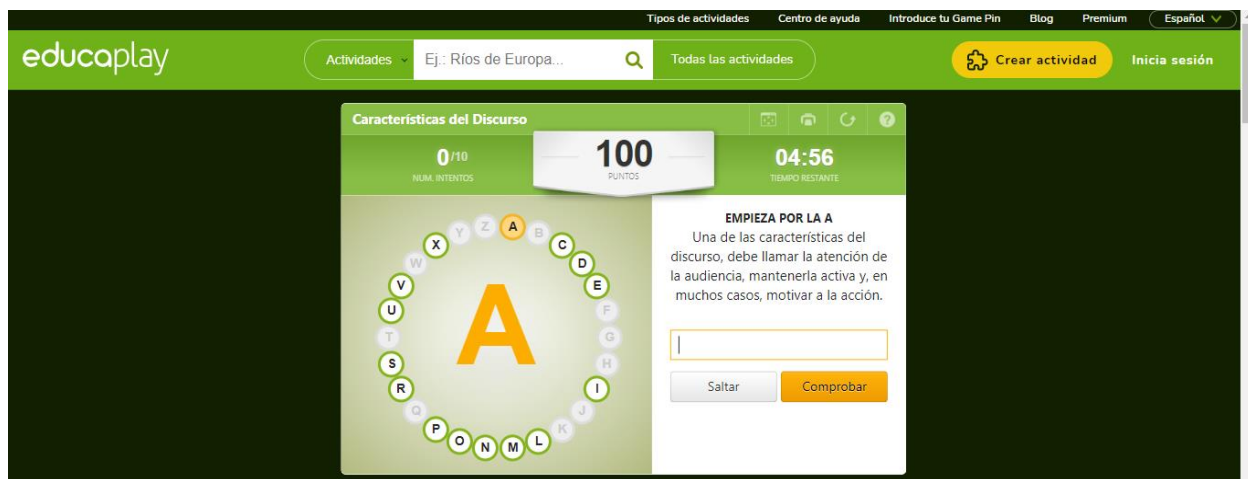 Tipos de actividades Centro de ayuda Introduce tu Game Pin Blog Premium Español
educaplay Actividades Ej.: Ríos de Europa... Todas las actividades Crear actividad Inicia sesión
Características del Discurso
0/10 100 04:56
NUM. INTENTOS PUNTOS TIEMPO RESTANTE
A
B
C
D
E
F
G
H
I
J
K
L
M
N
O
P
Q
R
S
T
U
V
W
X
Y
Z
A
EMPIEZA POR LA A
Una de las características del
discurso, debe llamar la atención de
la audiencia, mantenerla activa y, en
muchos casos, motivar a la acción.
Saltar Comprobar